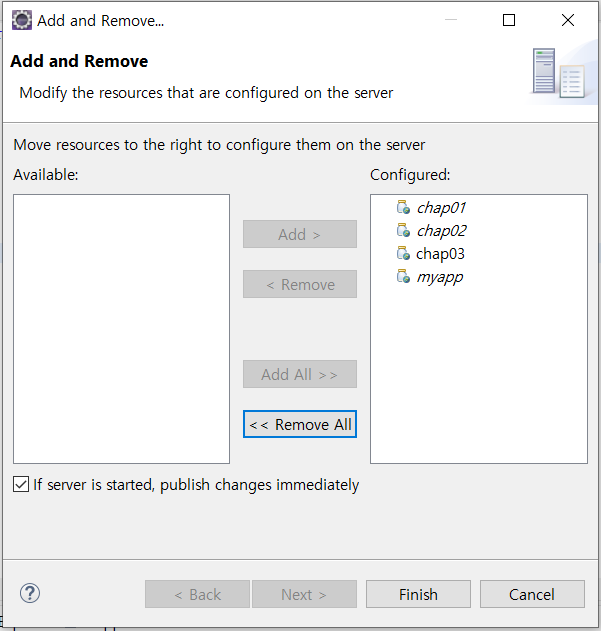 Add and Remove...
Add and Remove
Modify the resources that are configured on the server
Move resources to the right to configure them on the server
Available:
Configured:
chap01
chap02
chap03
myapp
Add >
< Remove
Add All >>
<< Remove All
If server is started, publish changes immediately
?
< Back
Next >
Finish
Cancel